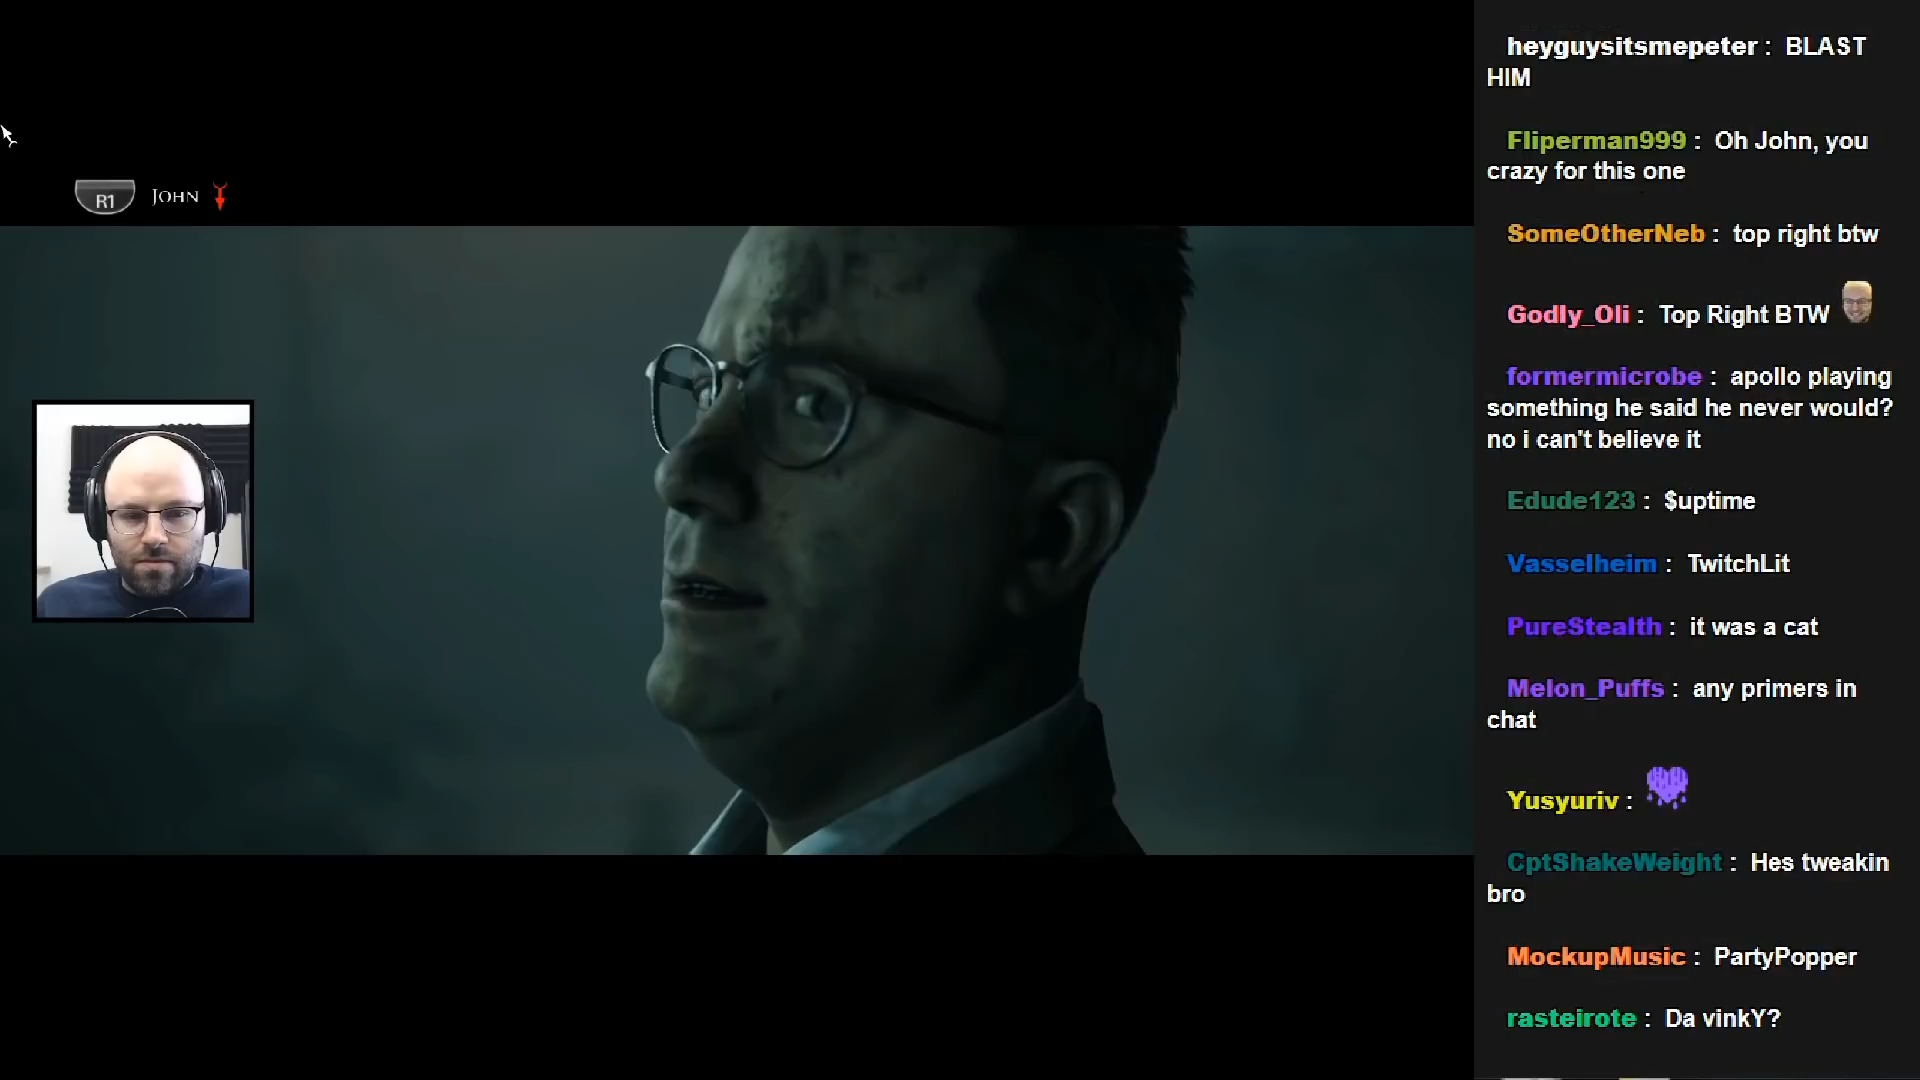 R1 JOHN
heyguysitsmepeter : BLAST
HIM
Fliperman999 : Oh John, you
crazy for this one
SomeOtherNeb : top right btw
Godly_Oli : Top Right BTW
formermicrobe : apollo playing
something he said he never would?
no i can't believe it
Edude123 : $uptime
Vasselheim : TwitchLit
PureStealth : it was a cat
Melon_Puffs : any primers in
chat
Yusyuriv :
CptShakeWeight : Hes tweakin
bro
MockupMusic : PartyPopper
rasteirote : Da vinkY?